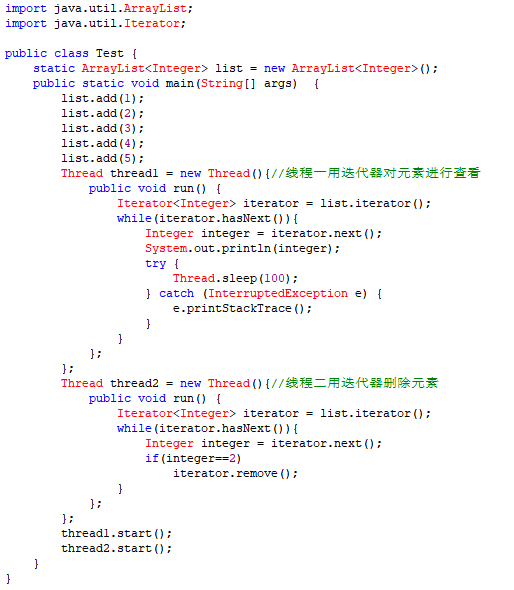 import java.util.ArrayList;
import java.util.Iterator;

public class Test {
    static ArrayList<Integer> list = new ArrayList<Integer>();
    public static void main(String[] args)  {
        list.add(1);
        list.add(2);
        list.add(3);
        list.add(4);
        list.add(5);
        Thread thread1 = new Thread(){//线程一用迭代器对元素进行查看
            public void run() {
                Iterator<Integer> iterator = list.iterator();
                while(iterator.hasNext()){
                    Integer integer = iterator.next();
                    System.out.println(integer);
                    try {
                        Thread.sleep(100);
                    } catch (InterruptedException e) {
                        e.printStackTrace();
                    }
                }
            };
        };
        Thread thread2 = new Thread(){//线程二用迭代器删除元素
            public void run() {
                Iterator<Integer> iterator = list.iterator();
                while(iterator.hasNext()){
                    Integer integer = iterator.next();
                    if(integer==2)
                        iterator.remove();
                }
            };
        };
        thread1.start();
        thread2.start();
    }
}